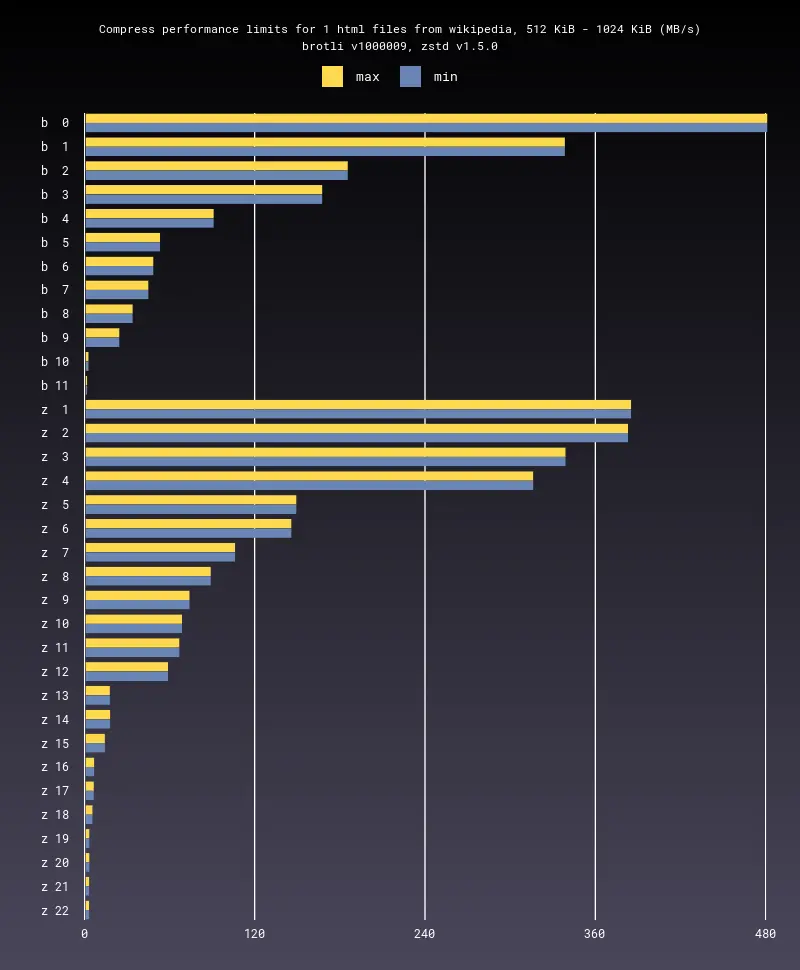 Compress performance limits for 1 html files from wikipedia, 512 KiB - 1024 KiB (MB/s)
brotli v1000009, zstd v1.5.0
max min
b 0
b 1
b 2
b 3
b 4
b 5
b 6
b 7
b 8
b 9
b 10
b 11
z 1
z 2
z 3
z 4
z 5
z 6
z 7
z 8
z 9
z 10
z 11
z 12
z 13
z 14
z 15
z 16
z 17
z 18
z 19
z 20
z 21
z 22
0 120 240 360 480